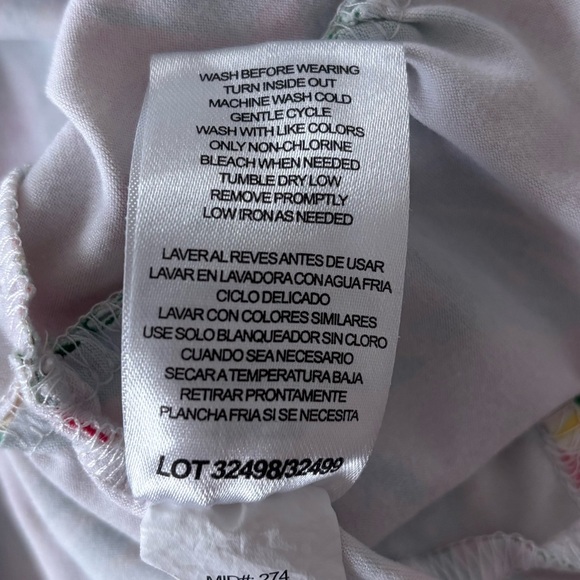 WASH BEFORE WEARING
TURN INSIDE OUT
MACHINE WASH COLD
GENTLE CYCLE
WASH WITH LIKE COLORS
ONLY NON-CHLORINE
BLEACH WHEN NEEDED
TUMBLE DRY LOW
REMOVE PROMPTLY
LOW IRON AS NEEDED
LAVER AL REVES ANTES DE USAR
LAVAR EN LAVADORA CON AGUA FRIA
CICLO DELICADO
LAVAR CON COLORES SIMILARES
USE SOLO BLANQUEADOR SIN CLORO
CUANDO SEA NECESARIO
SECAR A TEMPERATURA BAJA
RETIRAR PRONTAMENTE
PLANCHA FRIA SI SE NECESITA
LOT 32498/32499
MID# 274